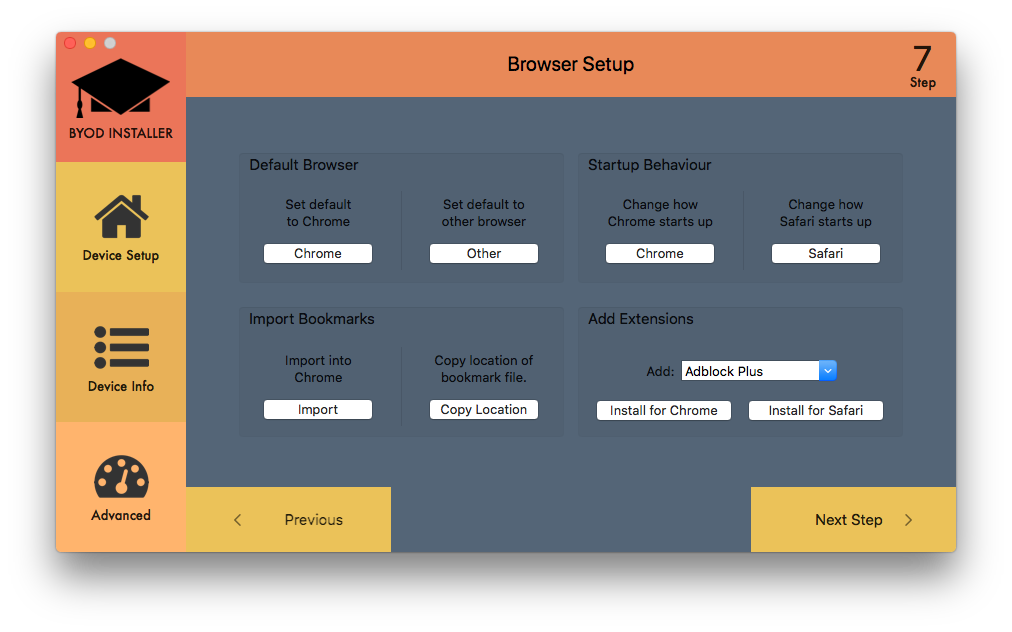 BYOD INSTALLER
Device Setup
Device Info
Advanced
Browser Setup
7
Step
Default Browser
Set default
to Chrome
Chrome
Set default to
other browser
Other
Startup Behaviour
Change how
Chrome starts up
Chrome
Change how
Safari starts up
Safari
Import Bookmarks
Import into
Chrome
Import
Copy location of
bookmark file.
Copy Location
Add Extensions
Add: Adblock Plus
Install for Chrome
Install for Safari
Previous
Next Step